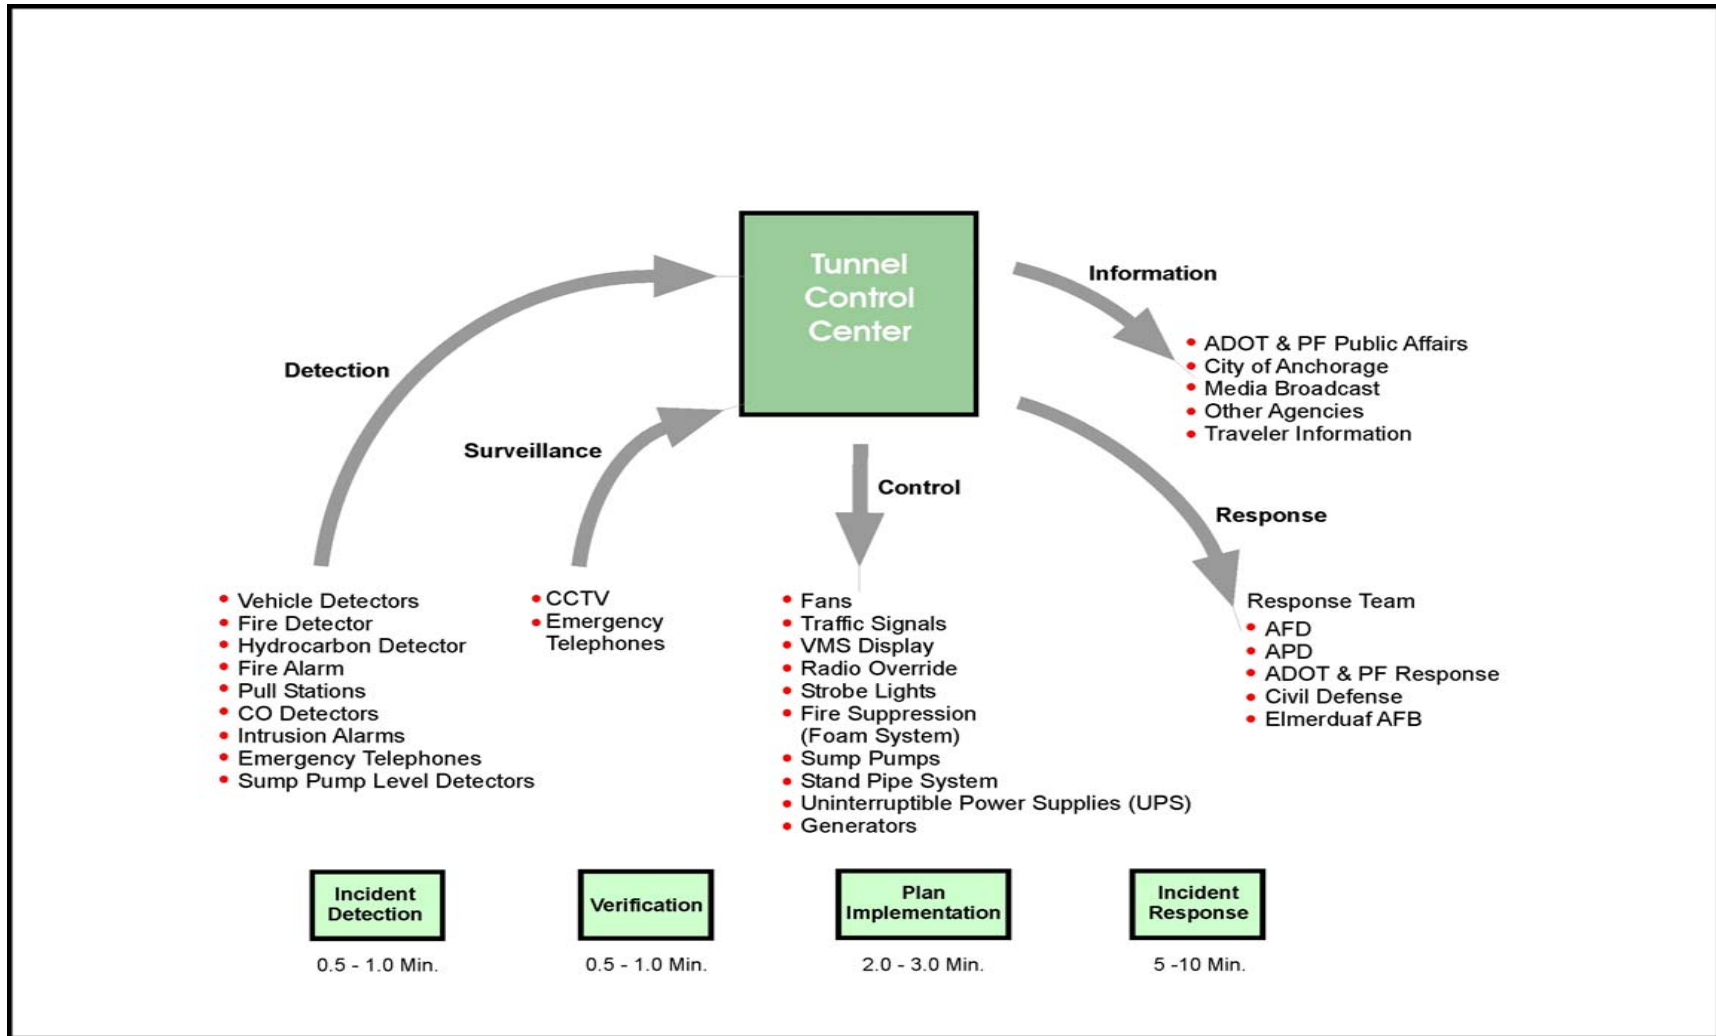 Tunnel
Control
Center
Information
ADOT & PF Public Affairs
City of Anchorage
Media Broadcast
Other Agencies
Traveler Information
Detection
Surveillance
Control
Response
Vehicle Detectors
Fire Detector
Hydrocarbon Detector
Fire Alarm
Pull Stations
CO Detectors
Intrusion Alarms
Emergency Telephones
Sump Pump Level Detectors
CCTV
Emergency
Telephones
Fans
Traffic Signals
VMS Display
Radio Override
Strobe Lights
Fire Suppression
(Foam System)
Sump Pumps
Stand Pipe System
Uninterruptible Power Supplies (UPS)
Generators
Response Team
AFD
APD
ADOT & PF Response
Civil Defense
Elmerduaf AFB
Incident
Detection
0.5 - 1.0 Min.
Verification
0.5 - 1.0 Min.
Plan
Implementation
2.0 - 3.0 Min.
Incident
Response
5 -10 Min.